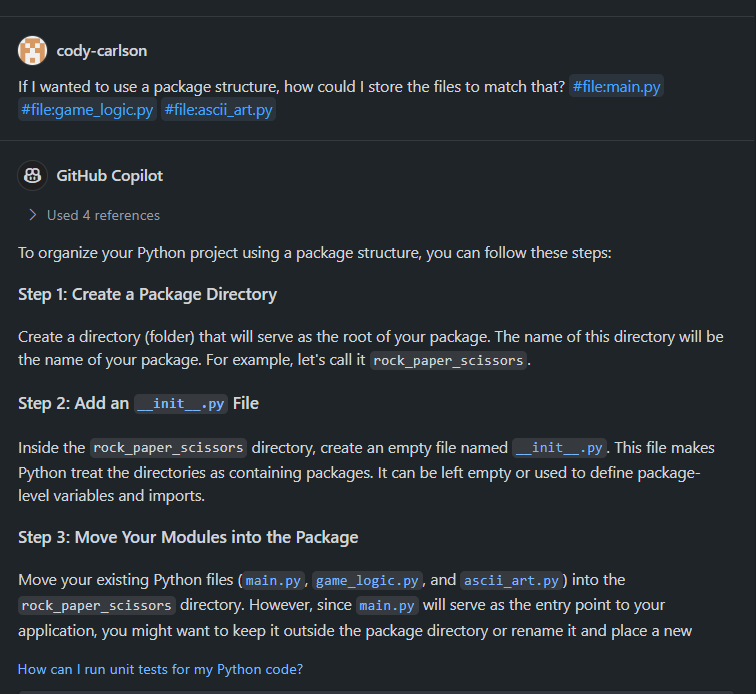 cody-carlson
If I wanted to use a package structure, how could I store the files to match that? #file:main.py
#file:game_logic.py #file:ascii_art.py
GitHub Copilot
Used 4 references
To organize your Python project using a package structure, you can follow these steps:
Step 1: Create a Package Directory
Create a directory (folder) that will serve as the root of your package. The name of this directory will be
the name of your package. For example, let's call it rock_paper_scissors.
Step 2: Add an __init__.py File
Inside the rock_paper_scissors directory, create an empty file named __init__.py. This file makes
Python treat the directories as containing packages. It can be left empty or used to define package-
level variables and imports.
Step 3: Move Your Modules into the Package
Move your existing Python files (main.py, game_logic.py, and ascii_art.py) into the
rock_paper_scissors directory. However, since main.py will serve as the entry point to your
application, you might want to keep it outside the package directory or rename it and place a new
How can I run unit tests for my Python code?